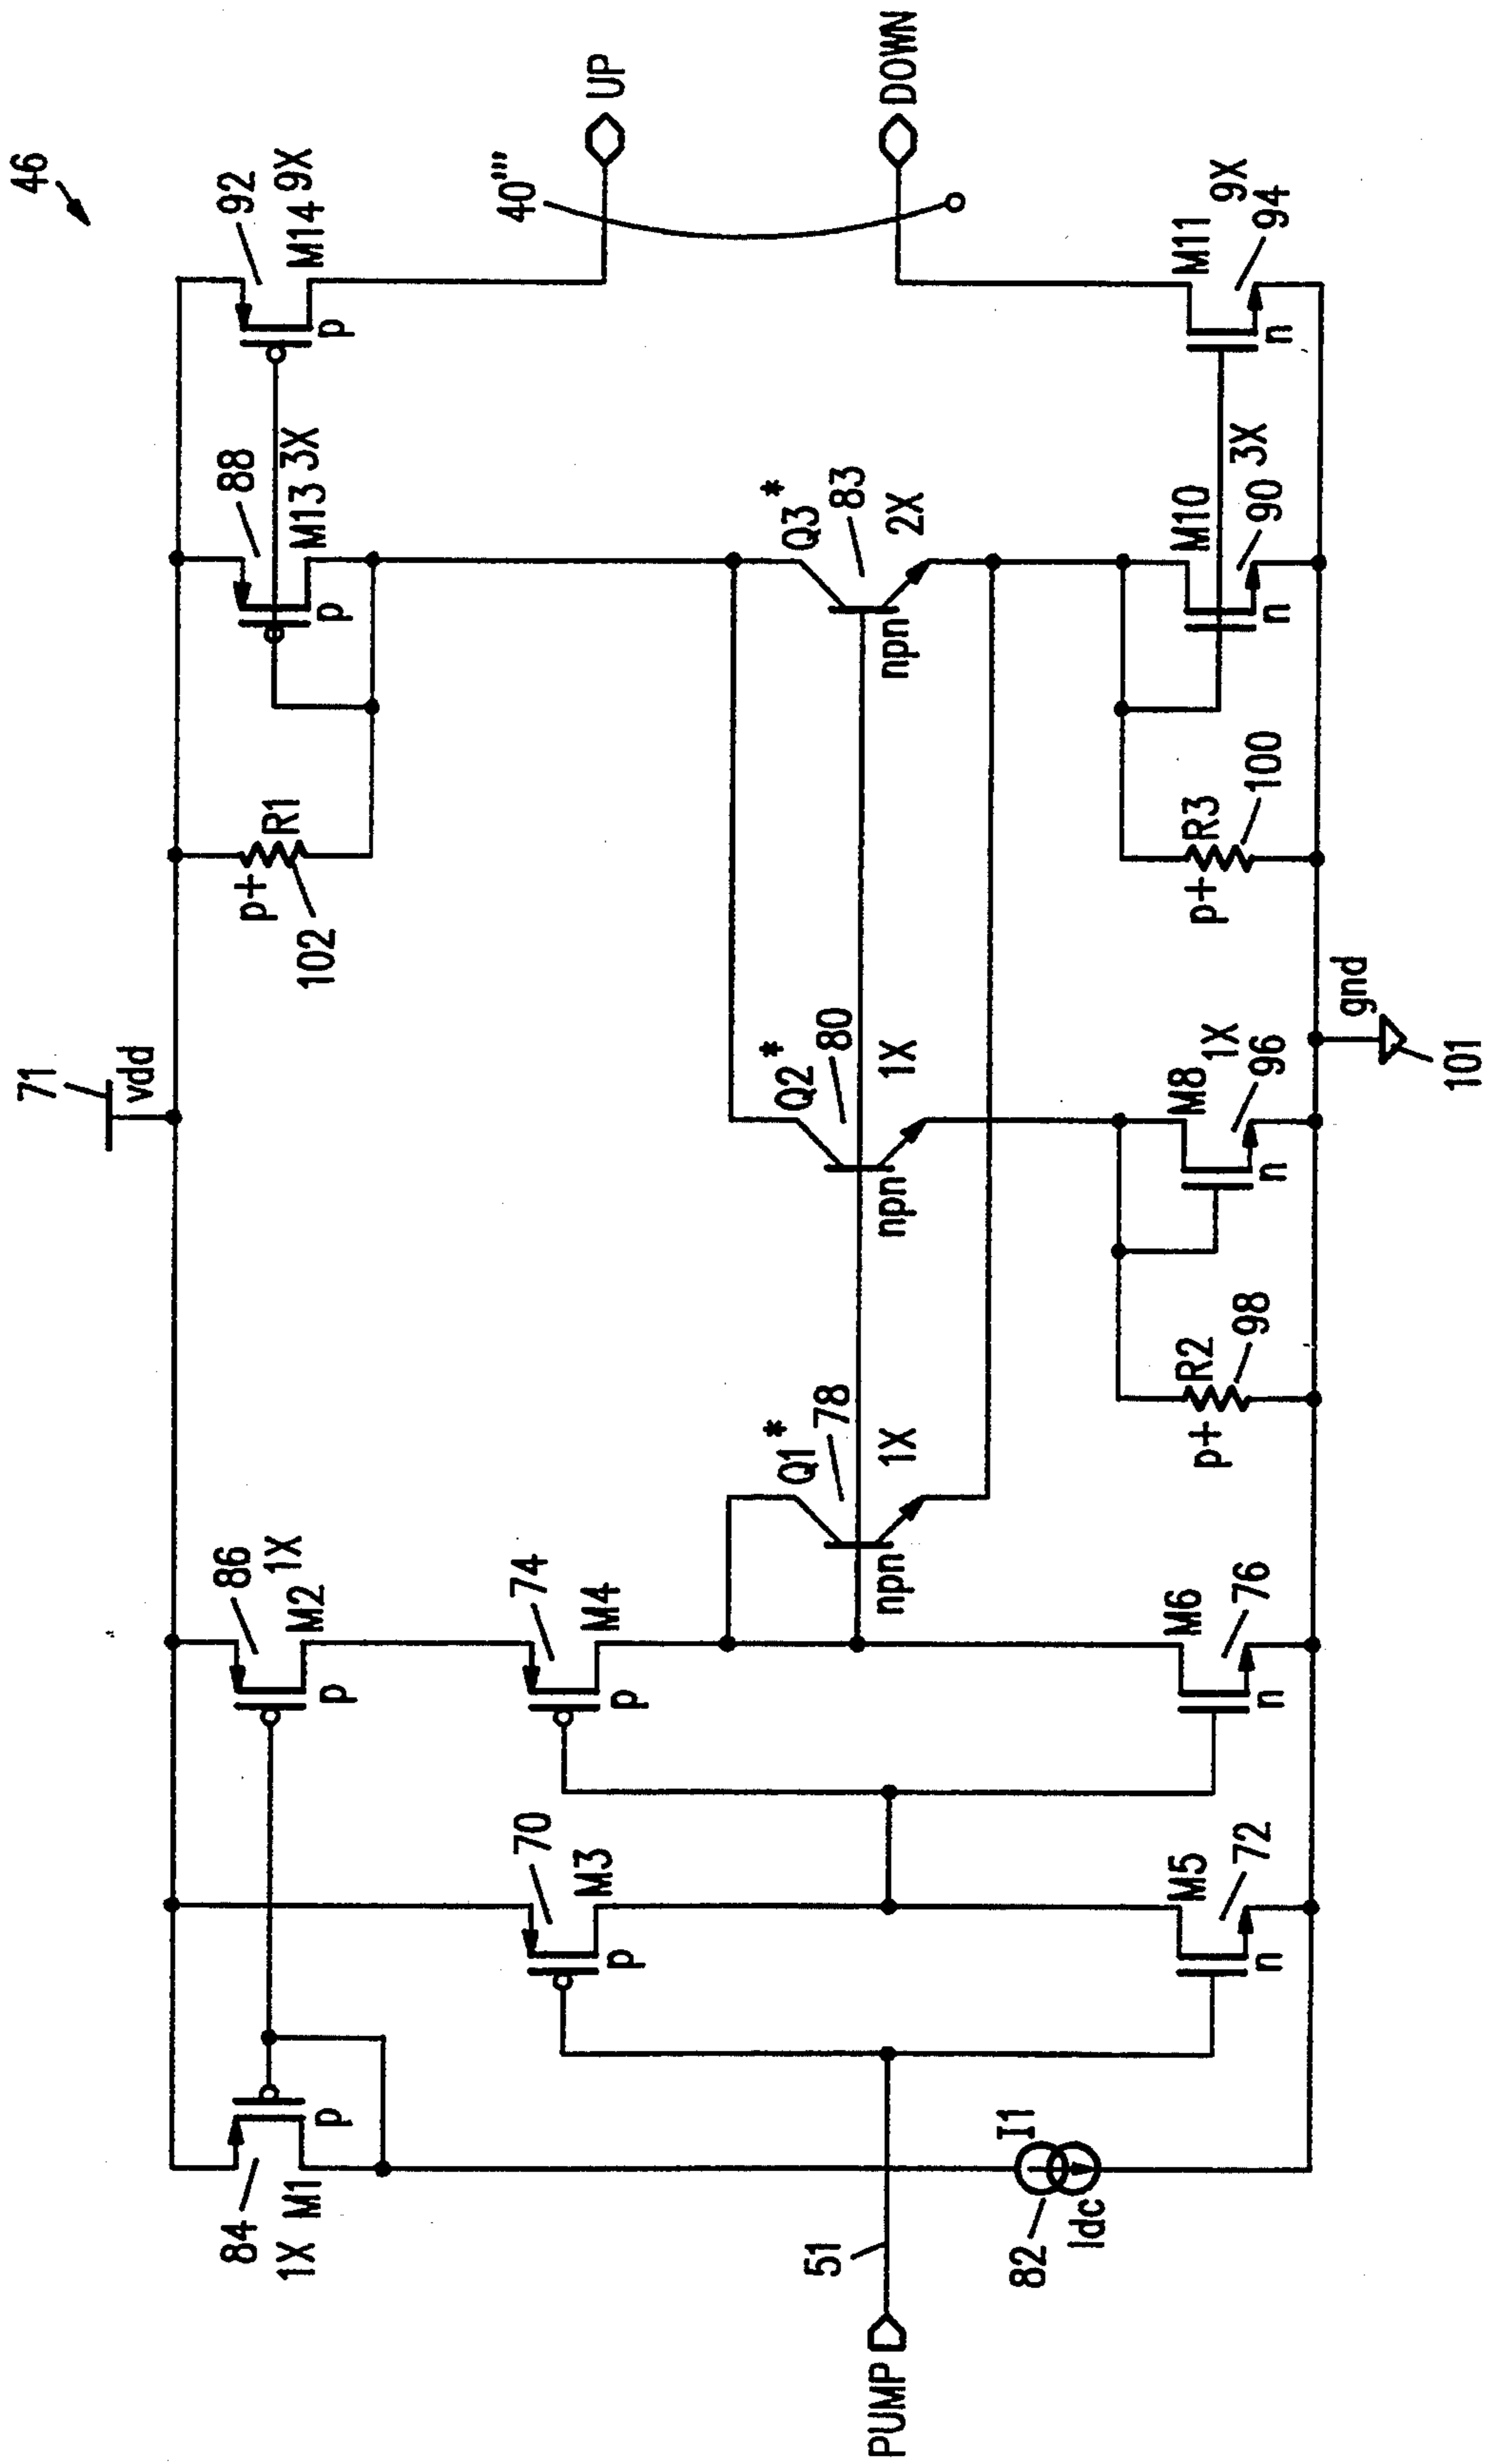 46
71
vdd
84
1X M1
p
86
1X
M2
p
p+
R1
102
88
M13 3X
p
92
M14 9X
p
UP
40'''
DOWN
70
M3
p
74
M4
p
Q1*
78
npn
1X
Q2*
80
npn
1X
Q3*
83
npn
2X
PUMP
51
I1
82
Idc
M5
72
n
M6
76
n
p+
R2
98
M8 1X
96
n
p+
R3
100
M10 3X
90
n
M11 9X
94
n
gnd
101